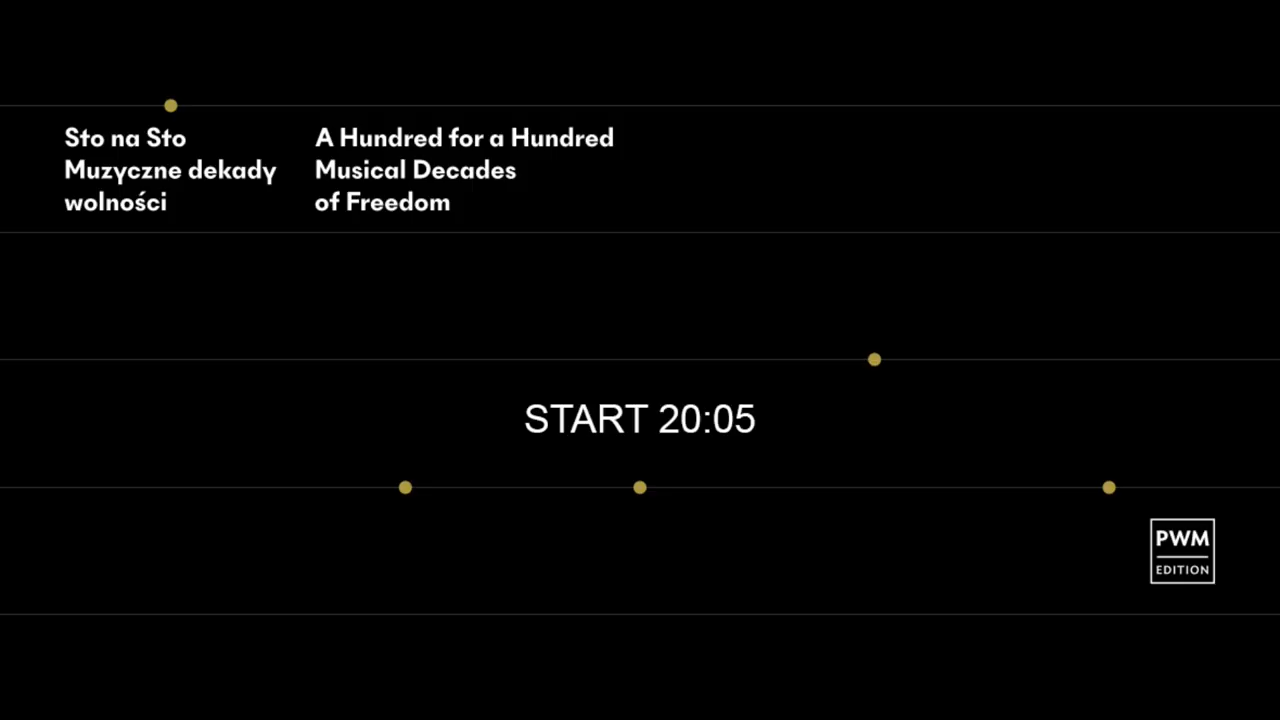 Sto na Sto
Muzyczne dekady
wolności
A Hundred for a Hundred
Musical Decades
of Freedom
START 20:05
PWM
EDITION